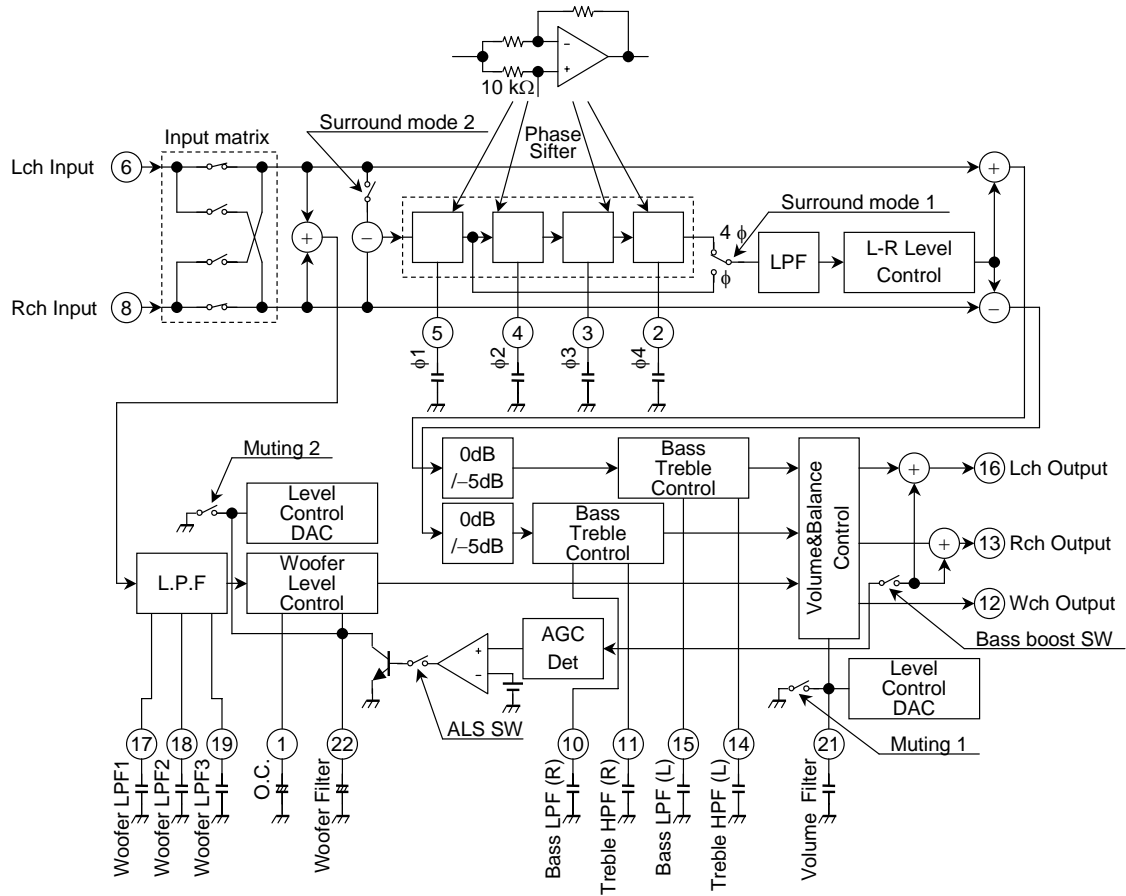 10 kΩ
Surround mode 2
Input matrix
Phase
Sifter
Lch Input
6
+
−
+
Surround mode 1
4 ϕ
ϕ
LPF
L-R Level
Control
Rch Input
8
−
+
−
5
4
3
2
ϕ1
ϕ2
ϕ3
ϕ4
Muting 2
Level
Control
DAC
0dB
/−5dB
Bass
Treble
Control
0dB
/−5dB
Bass
Treble
Control
Volume&Balance
Control
+
16
Lch Output
+
13
Rch Output
12
Wch Output
Bass boost SW
L.P.F
Woofer
Level
Control
+
−
AGC
Det
ALS SW
Level
Control
DAC
Muting 1
17
18
19
1
22
10
11
15
14
21
Woofer LPF1
Woofer LPF2
Woofer LPF3
O.C.
Woofer Filter
Bass LPF (R)
Treble HPF (R)
Bass LPF (L)
Treble HPF (L)
Volume Filter